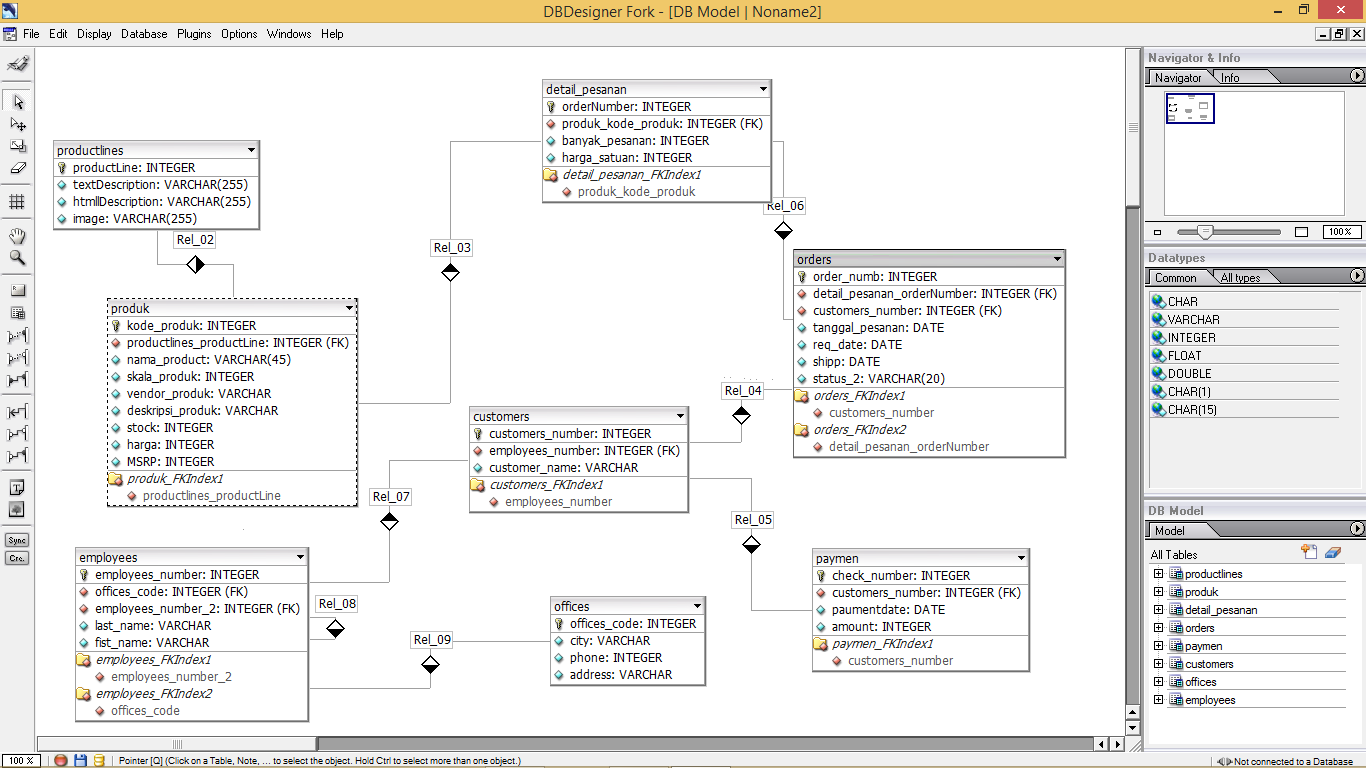 DBDesigner Fork - [DB Model | Noname2]
File Edit Display Database Plugins Options Windows Help
productlines
productLine: INTEGER
textDescription: VARCHAR(255)
htmllDescription: VARCHAR(255)
image: VARCHAR(255)
Rel_02
produk
kode_produk: INTEGER
productlines_productLine: INTEGER (FK)
nama_product: VARCHAR(45)
skala_produk: INTEGER
vendor_produk: VARCHAR
deskripsi_produk: VARCHAR
stock: INTEGER
harga: INTEGER
MSRP: INTEGER
produk_FKIndex1
productlines_productLine
Rel_03
detail_pesanan
orderNumber: INTEGER
produk_kode_produk: INTEGER (FK)
banyak_pesanan: INTEGER
harga_satuan: INTEGER
detail_pesanan_FKIndex1
produk_kode_produk
Rel_06
orders
order_numb: INTEGER
detail_pesanan_orderNumber: INTEGER (FK)
customers_number: INTEGER (FK)
tanggal_pesanan: DATE
req_date: DATE
shipp: DATE
status_2: VARCHAR(20)
orders_FKIndex1
customers_number
orders_FKIndex2
detail_pesanan_orderNumber
Rel_04
customers
customers_number: INTEGER
employees_number: INTEGER (FK)
customer_name: VARCHAR
customers_FKIndex1
employees_number
Rel_07
Rel_05
employees
employees_number: INTEGER
offices_code: INTEGER (FK)
employees_number_2: INTEGER (FK)
last_name: VARCHAR
fist_name: VARCHAR
employees_FKIndex1
employees_number_2
employees_FKIndex2
offices_code
Rel_08
Rel_09
offices
offices_code: INTEGER
city: VARCHAR
phone: INTEGER
address: VARCHAR
paymen
check_number: INTEGER
customers_number: INTEGER (FK)
paumentdate: DATE
amount: INTEGER
paymen_FKIndex1
customers_number
Sync
Cre.
Navigator & Info
Navigator Info
100%
Datatypes
Common All types
CHAR
VARCHAR
INTEGER
FLOAT
DOUBLE
CHAR(1)
CHAR(15)
DB Model
Model
All Tables
productlines
produk
detail_pesanan
orders
paymen
customers
offices
employees
100 % Pointer [Q] (Click on a Table, Note, ... to select the object. Hold Ctrl to select more than one object.) Not connected to a Database